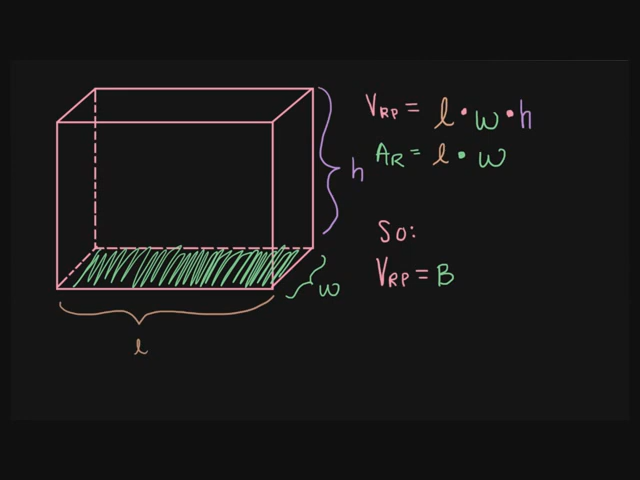 V_RP = l · w · h
A_R = l · w
h
So:
V_RP = B
w
l